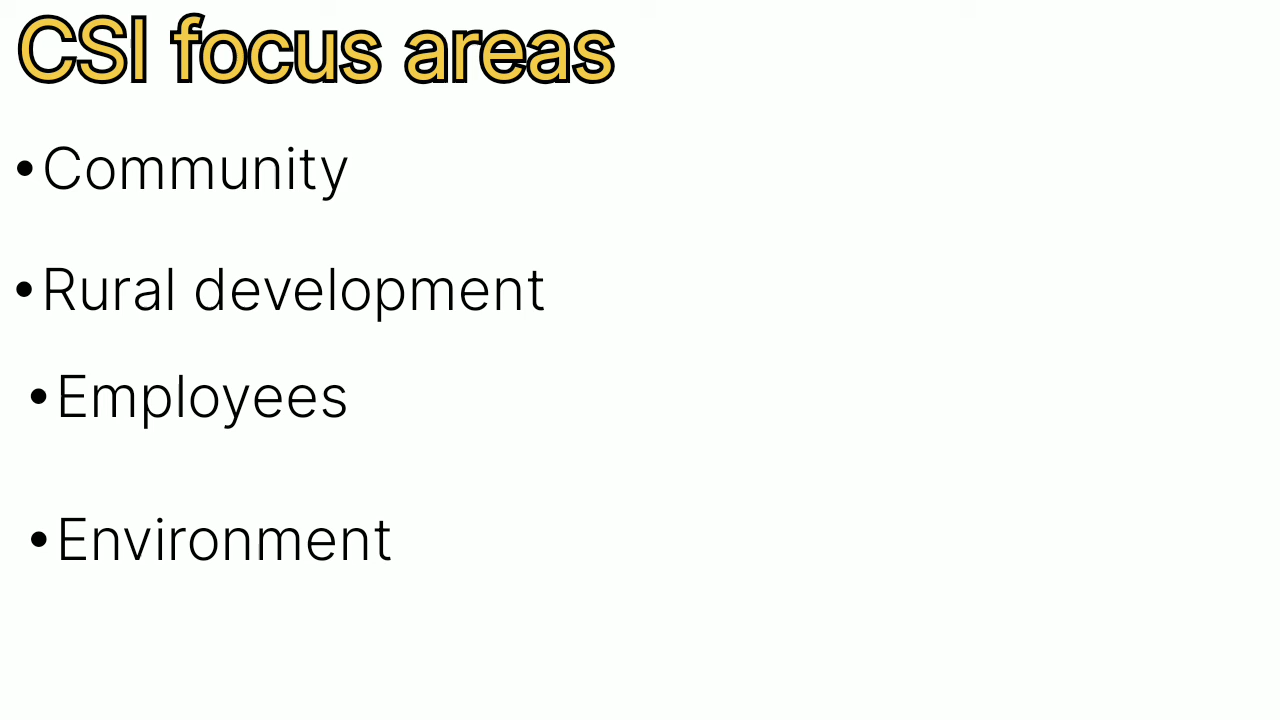 CSI focus areas
•Community
•Rural development
•Employees
•Environment